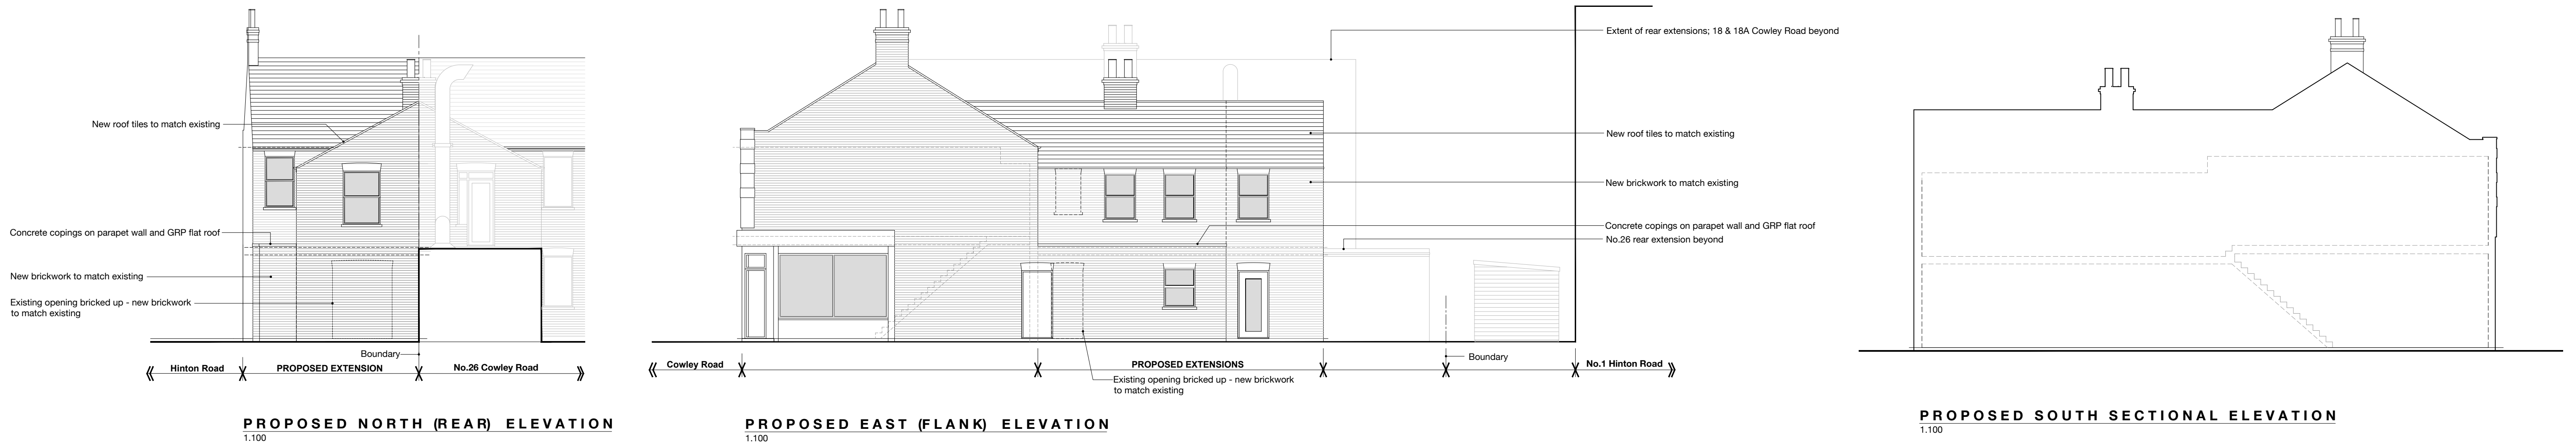 New roof tiles to match existing
Concrete copings on parapet wall and GRP flat roof
New brickwork to match existing
Existing opening bricked up - new brickwork
to match existing
Boundary
Hinton Road
PROPOSED EXTENSION
No.26 Cowley Road
PROPOSED NORTH (REAR) ELEVATION
1.100
Extent of rear extensions; 18 & 18A Cowley Road beyond
New roof tiles to match existing
New brickwork to match existing
Concrete copings on parapet wall and GRP flat roof
No.26 rear extension beyond
Boundary
Cowley Road
PROPOSED EXTENSIONS
No.1 Hinton Road
Existing opening bricked up - new brickwork
to match existing
PROPOSED EAST (FLANK) ELEVATION
1.100
PROPOSED SOUTH SECTIONAL ELEVATION
1.100